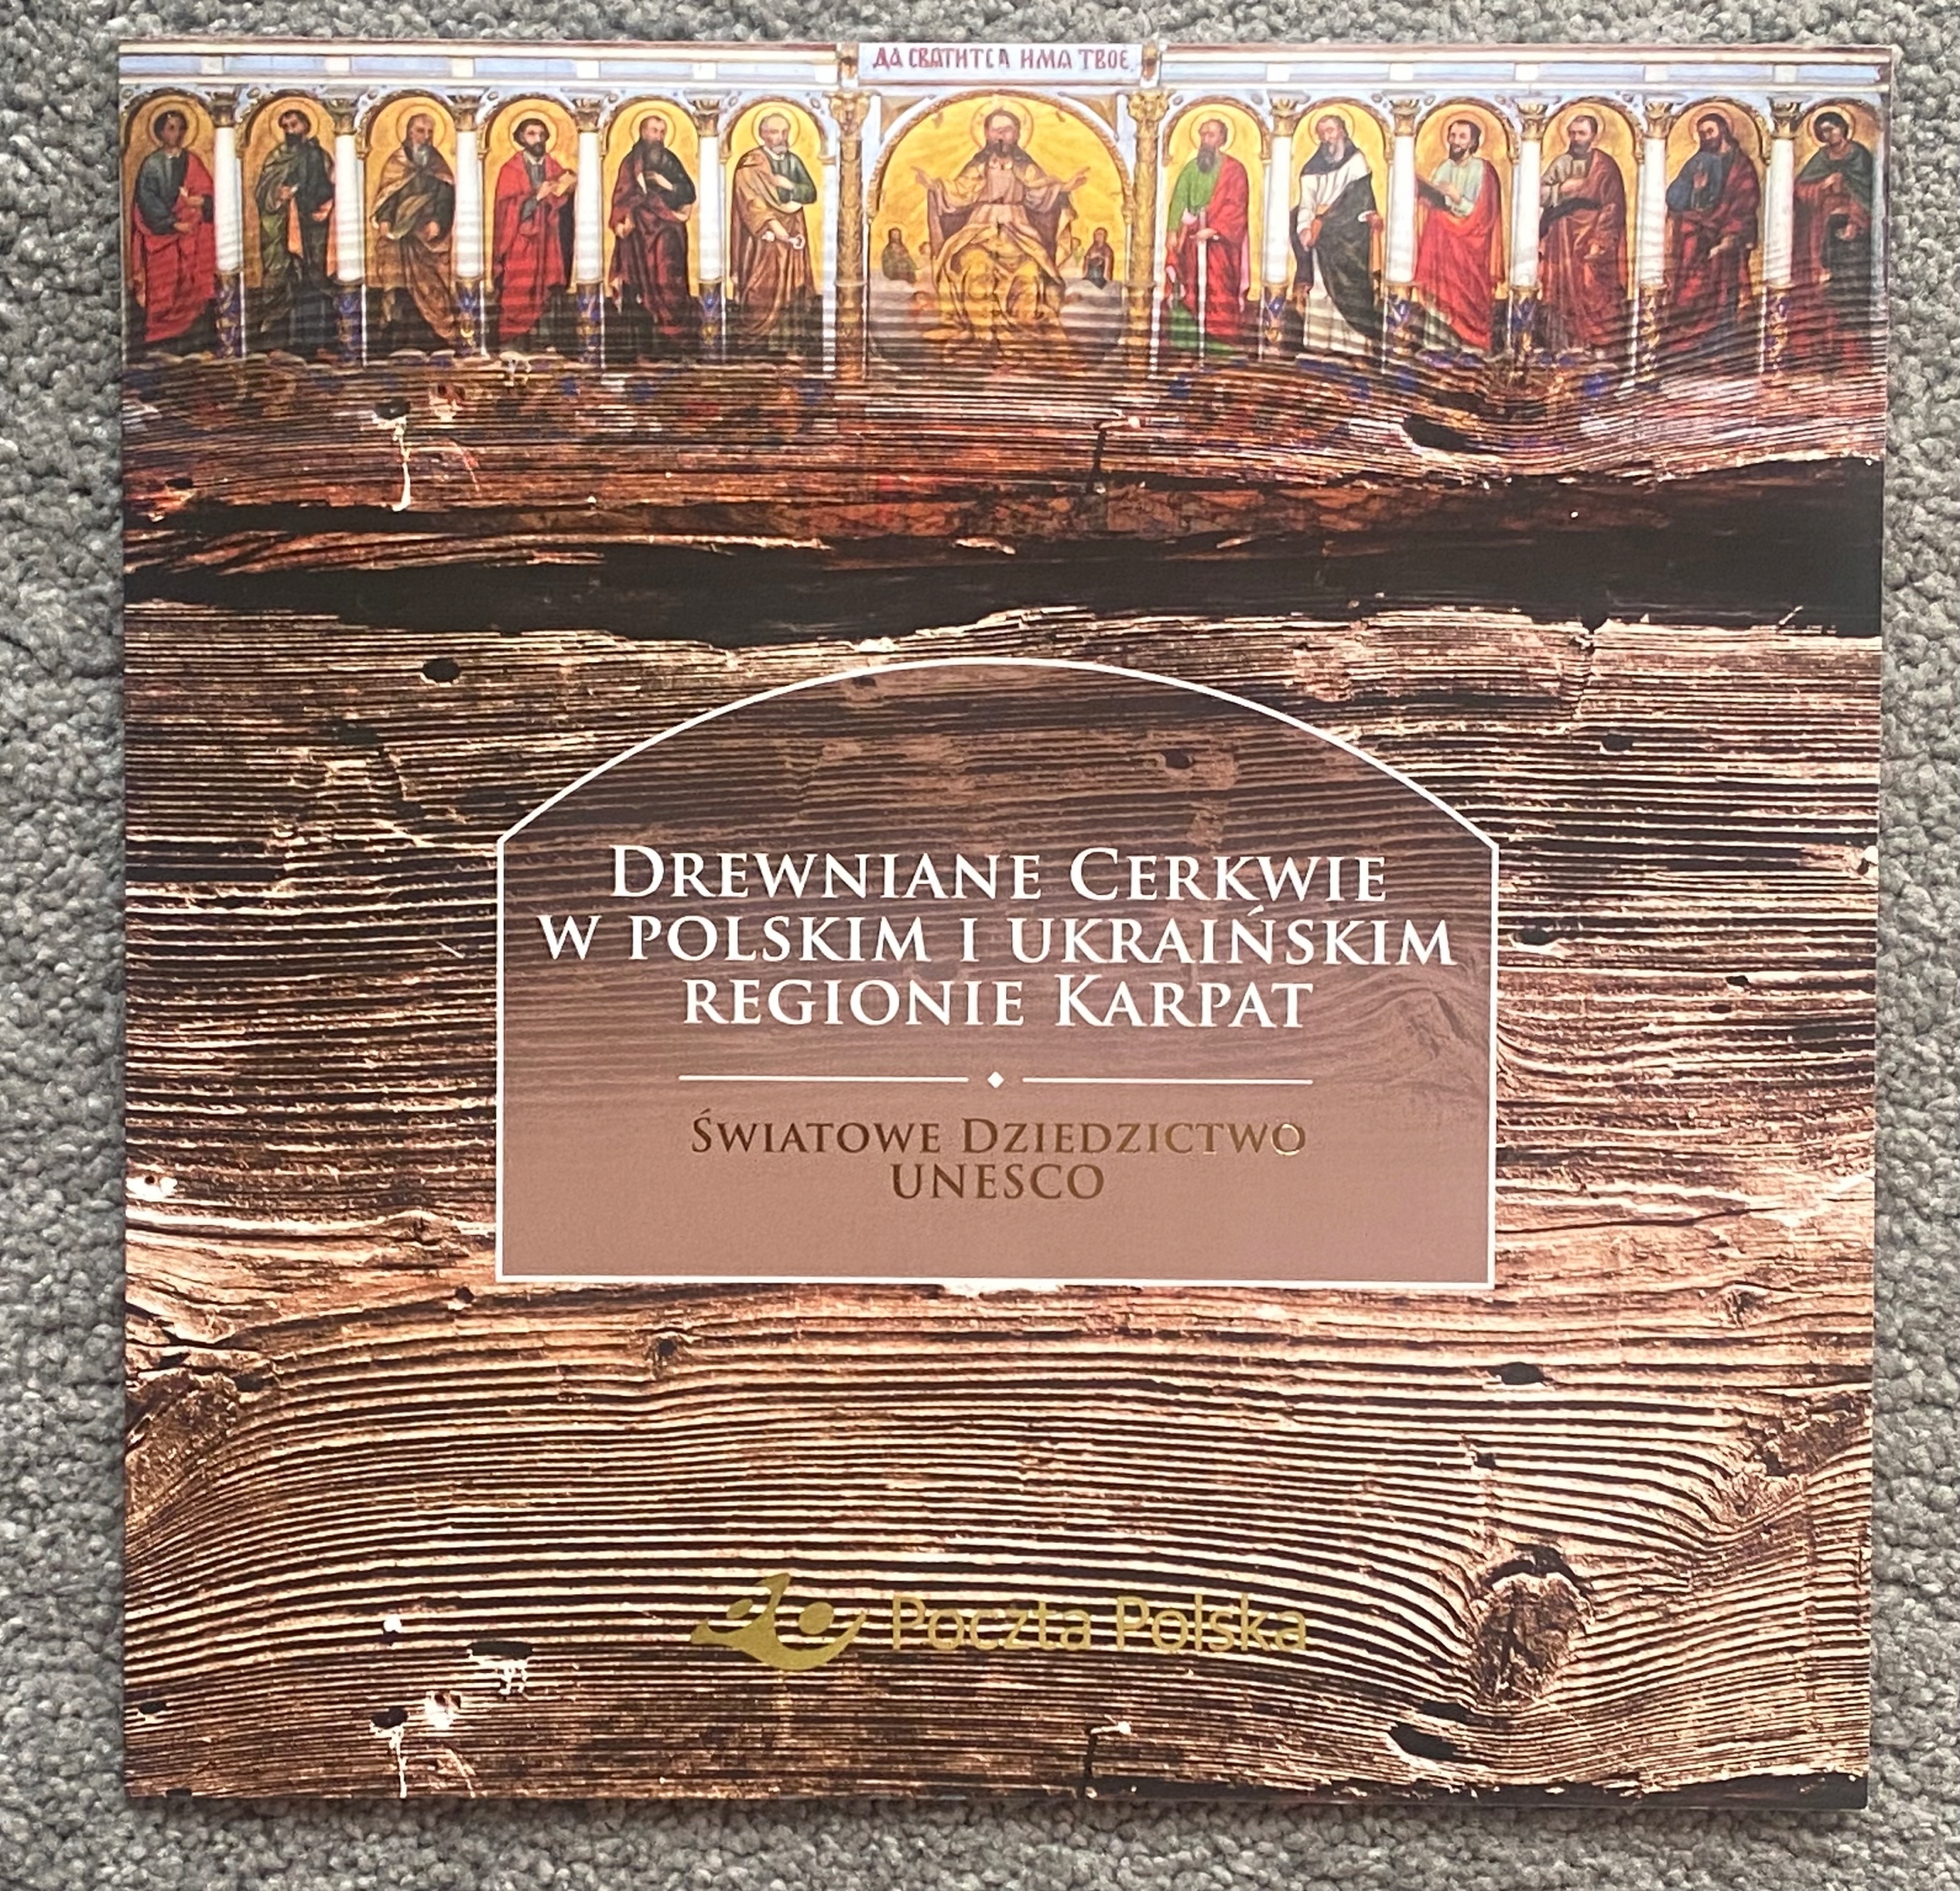 ДА СВАТИТСА ИМА ТВОЕ
DREWNIANE CERKWIE
W POLSKIM I UKRAIŃSKIM
REGIONIE KARPAT
ŚWIATOWE DZIEDZICTWO
UNESCO
Poczta Polska